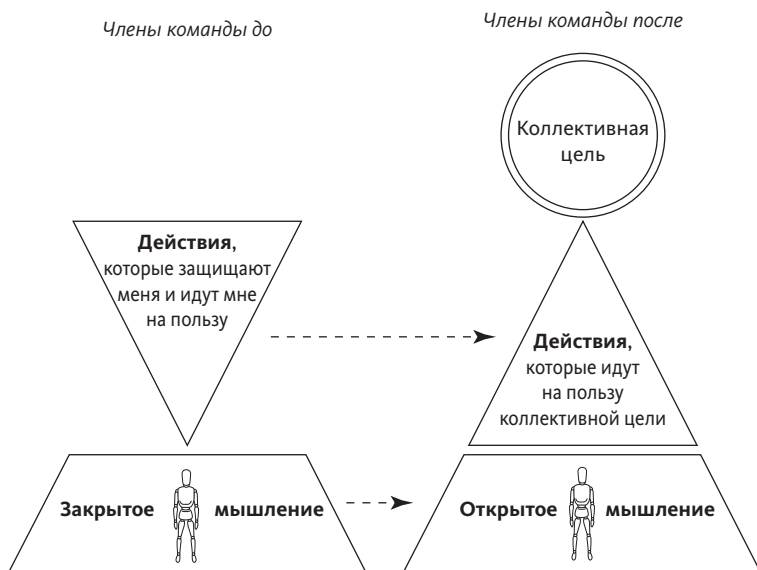 Члены команды до
Члены команды после
Коллективная
цель
Действия,
которые защищают
меня и идут мне
на пользу
Действия,
которые идут
на пользу
коллективной цели
Закрытое мышление
Открытое мышление